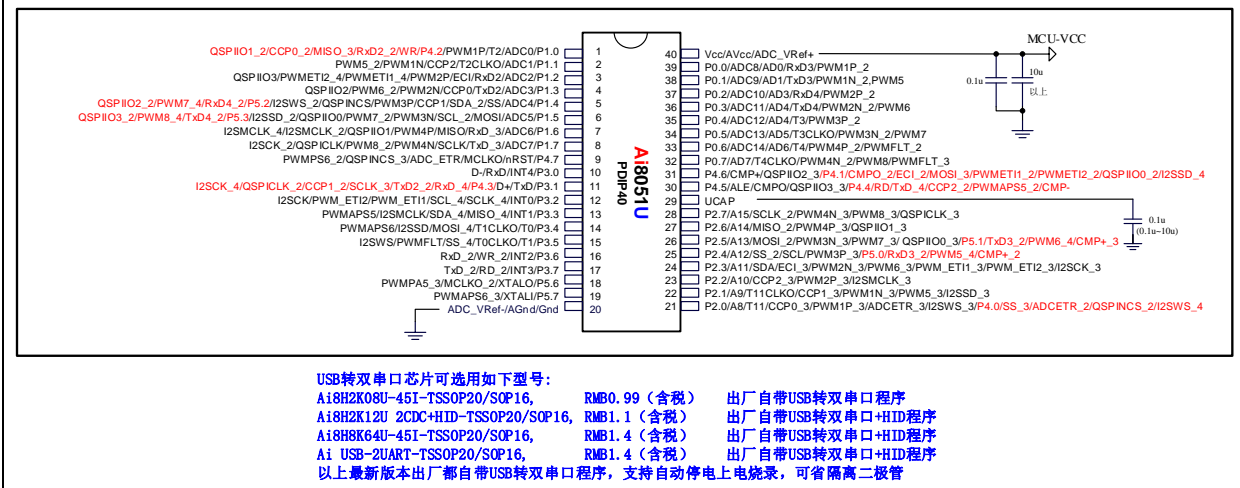 MCU-VCC
QSPIIO1_2/CCP0_2/MISO_3/RxD2_2/WR/P4.2/PWM1P/T2/ADC0/P1.0 1
PWM5_2/PWM1N/CCP2/T2CLKO/ADC1/P1.1 2
QSPIIO3/PWMETI2_4/PWMETI1_4/PWM2P/ECI/RxD2/ADC2/P1.2 3
QSPIIO2/PWM6_2/PWM2N/CCP0/TxD2/ADC3/P1.3 4
QSPIIO2_2/PWM7_4/RxD4_2/P5.2/I2SWS_2/QSPINCS/PWM3P/CCP1/SDA_2/SS/ADC4/P1.4 5
QSPIIO3_2/PWM8_4/TxD4_2/P5.3/I2SSD_2/QSPIIO0/PWM7_2/PWM3N/SCL_2/MOSI/ADC5/P1.5 6
I2SMCLK_4/I2SMCLK_2/QSPIIO1/PWM4P/MISO/RxD_3/ADC6/P1.6 7
I2SCK_2/QSPICLK/PWM8_2/PWM4N/SCLK/TxD_3/ADC7/P1.7 8
PWMPS6_2/QSPINCS_3/ADC_ETR/MCLKO/nRST/P4.7 9
D-/RxD/INT4/P3.0 10
I2SCK_4/QSPICLK_2/CCP1_2/SCLK_3/TxD2_2/RxD_4/P4.3/D+/TxD/P3.1 11
I2SCK/PWM_ETI2/PWM_ETI1/SCL_4/SCLK_4/INT0/P3.2 12
PWMAPS5/I2SMCLK/SDA_4/MISO_4/INT1/P3.3 13
PWMAPS6/I2SSD/MOSI_4/T1CLKO/T0/P3.4 14
I2SWS/PWMFLT/SS_4/T0CLKO/T1/P3.5 15
RxD_2/WR_2/INT2/P3.6 16
TxD_2/RD_2/INT3/P3.7 17
PWMPA5_3/MCLKO_2/XTALO/P5.6 18
PWMAPS6_3/XTALI/P5.7 19
ADC_VRef-/AGnd/Gnd 20
Ai8051U
PDIP40
40 Vcc/AVcc/ADC_VRef+
39 P0.0/ADC8/AD0/RxD3/PWM1P_2
38 P0.1/ADC9/AD1/TxD3/PWM1N_2,PWM5
37 P0.2/ADC10/AD3/RxD4/PWM2P_2
36 P0.3/ADC11/AD4/TxD4/PWM2N_2/PWM6
35 P0.4/ADC12/AD4/T3/PWM3P_2
34 P0.5/ADC13/AD5/T3CLKO/PWM3N_2/PWM7
33 P0.6/ADC14/AD6/T4/PWM4P_2/PWMFLT_2
32 P0.7/AD7/T4CLKO/PWM4N_2/PWM8/PWMFLT_3
31 P4.6/CMP+/QSPIIO2_3/P4.1/CMPO_2/ECI_2/MOSI_3/PWMETI1_2/PWMETI2_2/QSPIIO0_2/I2SSD_4
30 P4.5/ALE/CMPO/QSPIIO3_3/P4.4/RD/TxD_4/CCP2_2/PWMAPS5_2/CMP-
29 UCAP
28 P2.7/A15/SCLK_2/PWM4N_3/PWM8_3/QSPICLK_3
27 P2.6/A14/MISO_2/PWM4P_3/QSPIIO1_3
26 P2.5/A13/MOSI_2/PWM3N_3/PWM7_3/ QSPIIO0_3/P5.1/TxD3_2/PWM6_4/CMP+_3
25 P2.4/A12/SS_2/SCL/PWM3P_3/P5.0/RxD3_2/PWM5_4/CMP+_2
24 P2.3/A11/SDA/ECI_3/PWM2N_3/PWM6_3/PWM_ETI1_3/PWM_ETI2_3/I2SCK_3
23 P2.2/A10/CCP2_3/PWM2P_3/I2SMCLK_3
22 P2.1/A9/T11CLKO/CCP1_3/PWM1N_3/PWM5_3/I2SSD_3
21 P2.0/A8/T11/CCP0_3/PWM1P_3/ADCETR_3/I2SWS_3/P4.0/SS_3/ADCETR_2/QSPINCS_2/I2SWS_4
0.1u
10u
以上
0.1u
(0.1u~10u)
USB转双串口芯片可选用如下型号:
Ai8H2K08U-45I-TSSOP20/SOP16, RMB0.99（含税） 出厂自带USB转双串口程序
Ai8H2K12U 2CDC+HID-TSSOP20/SOP16, RMB1.1（含税） 出厂自带USB转双串口+HID程序
Ai8H8K64U-45I-TSSOP20/SOP16, RMB1.4（含税） 出厂自带USB转双串口+HID程序
Ai USB-2UART-TSSOP20/SOP16, RMB1.4（含税） 出厂自带USB转双串口+HID程序
以上最新版本出厂都自带USB转双串口程序，支持自动停电上电烧录，可省隔离二极管